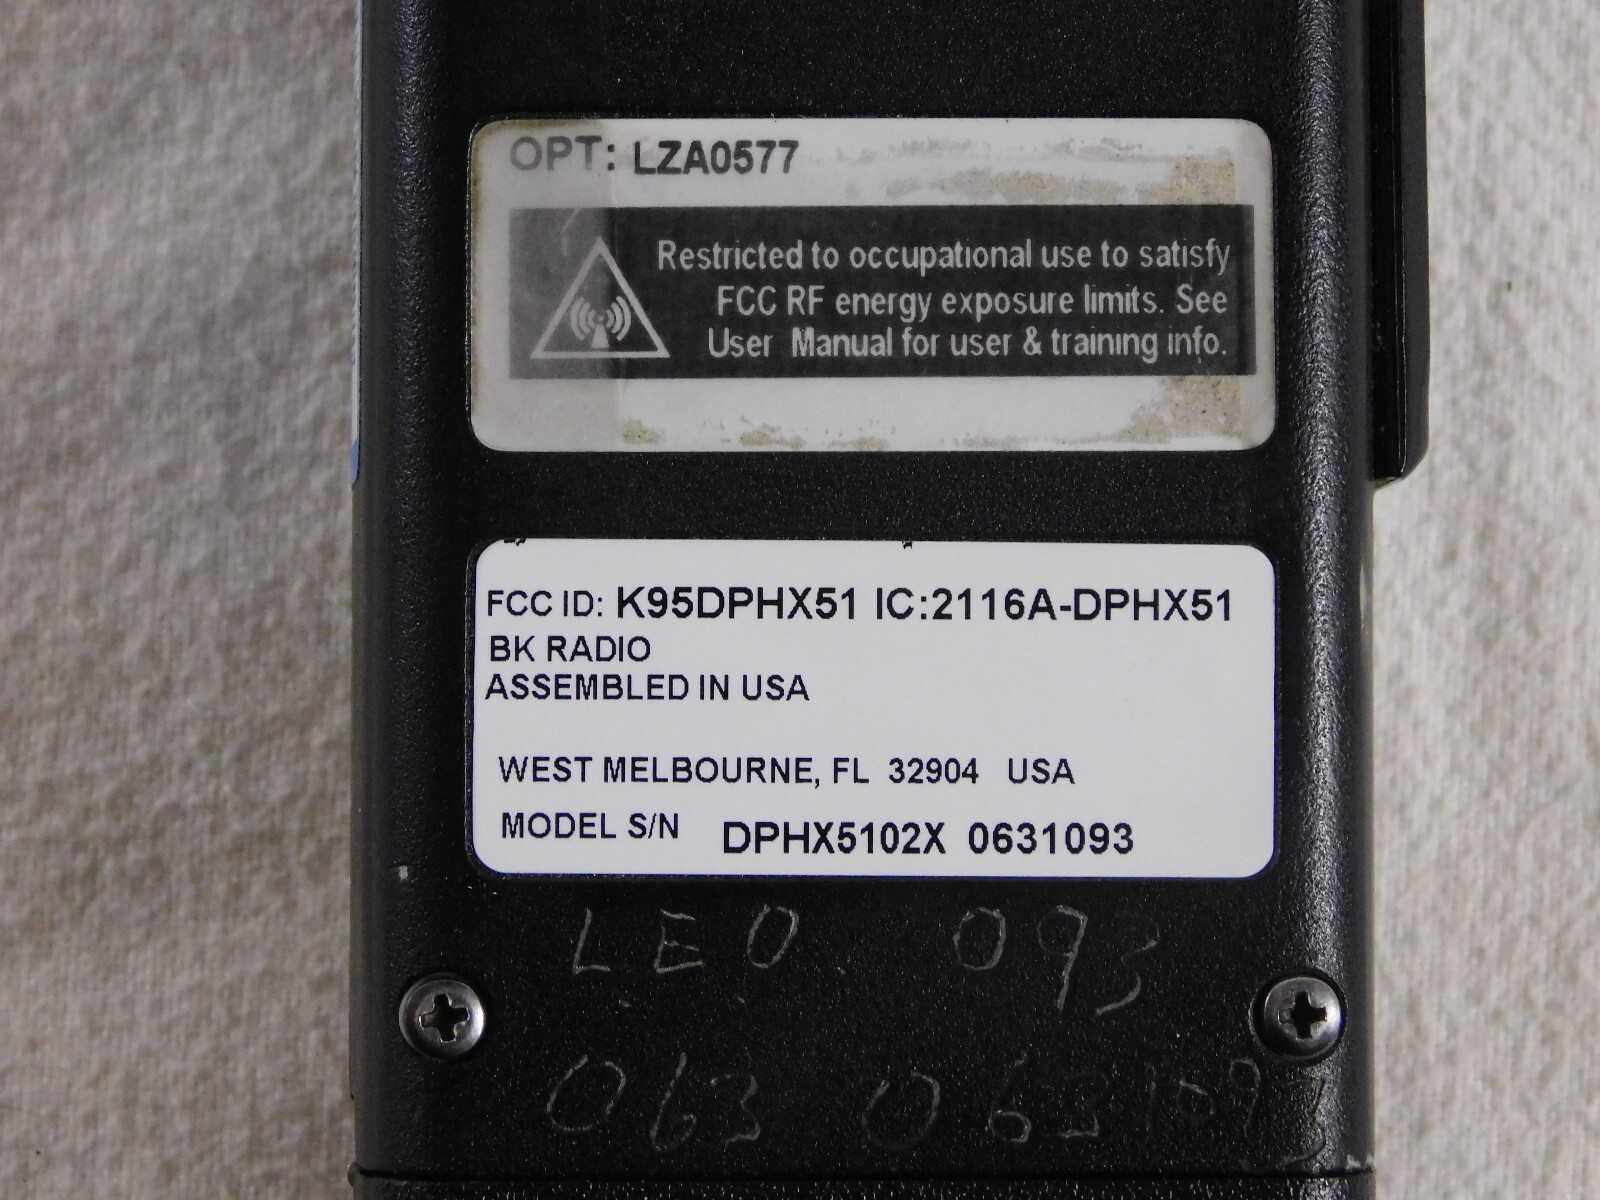 OPT: LZA0577
Restricted to occupational use to satisfy
FCC RF energy exposure limits. See
User Manual for user & training info.
FCC ID: K95DPHX51 IC:2116A-DPHX51
BK RADIO
ASSEMBLED IN USA
WEST MELBOURNE, FL 32904 USA
MODEL S/N DPHX5102X 0631093
LEO 093
063 0631093